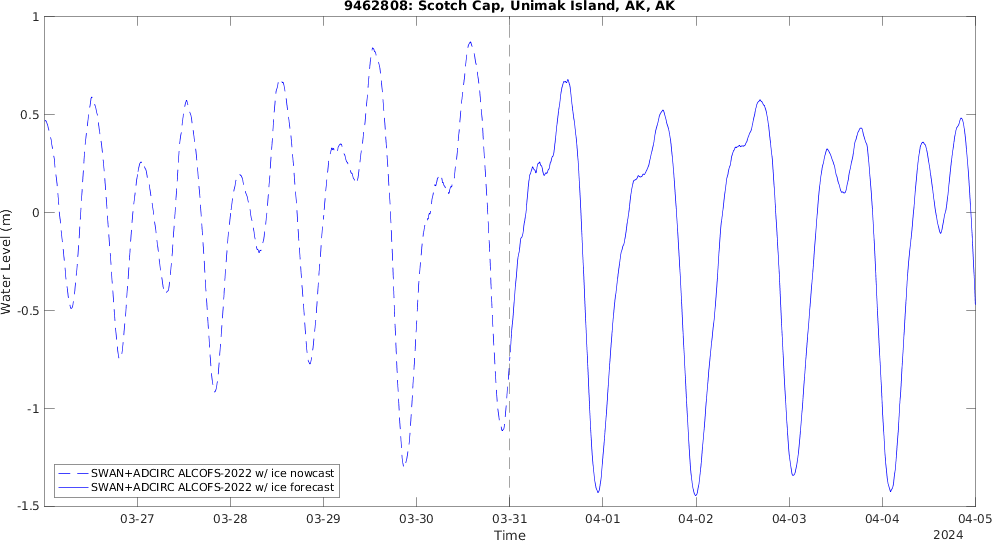 9462808: Scotch Cap, Unimak Island, AK, AK
Water Level (m)
1
0.5
0
-0.5
-1
-1.5
SWAN+ADCIRC ALCOFS-2022 w/ ice nowcast
SWAN+ADCIRC ALCOFS-2022 w/ ice forecast
03-27 03-28 03-29 03-30 03-31 04-01 04-02 04-03 04-04 04-05
Time
2024